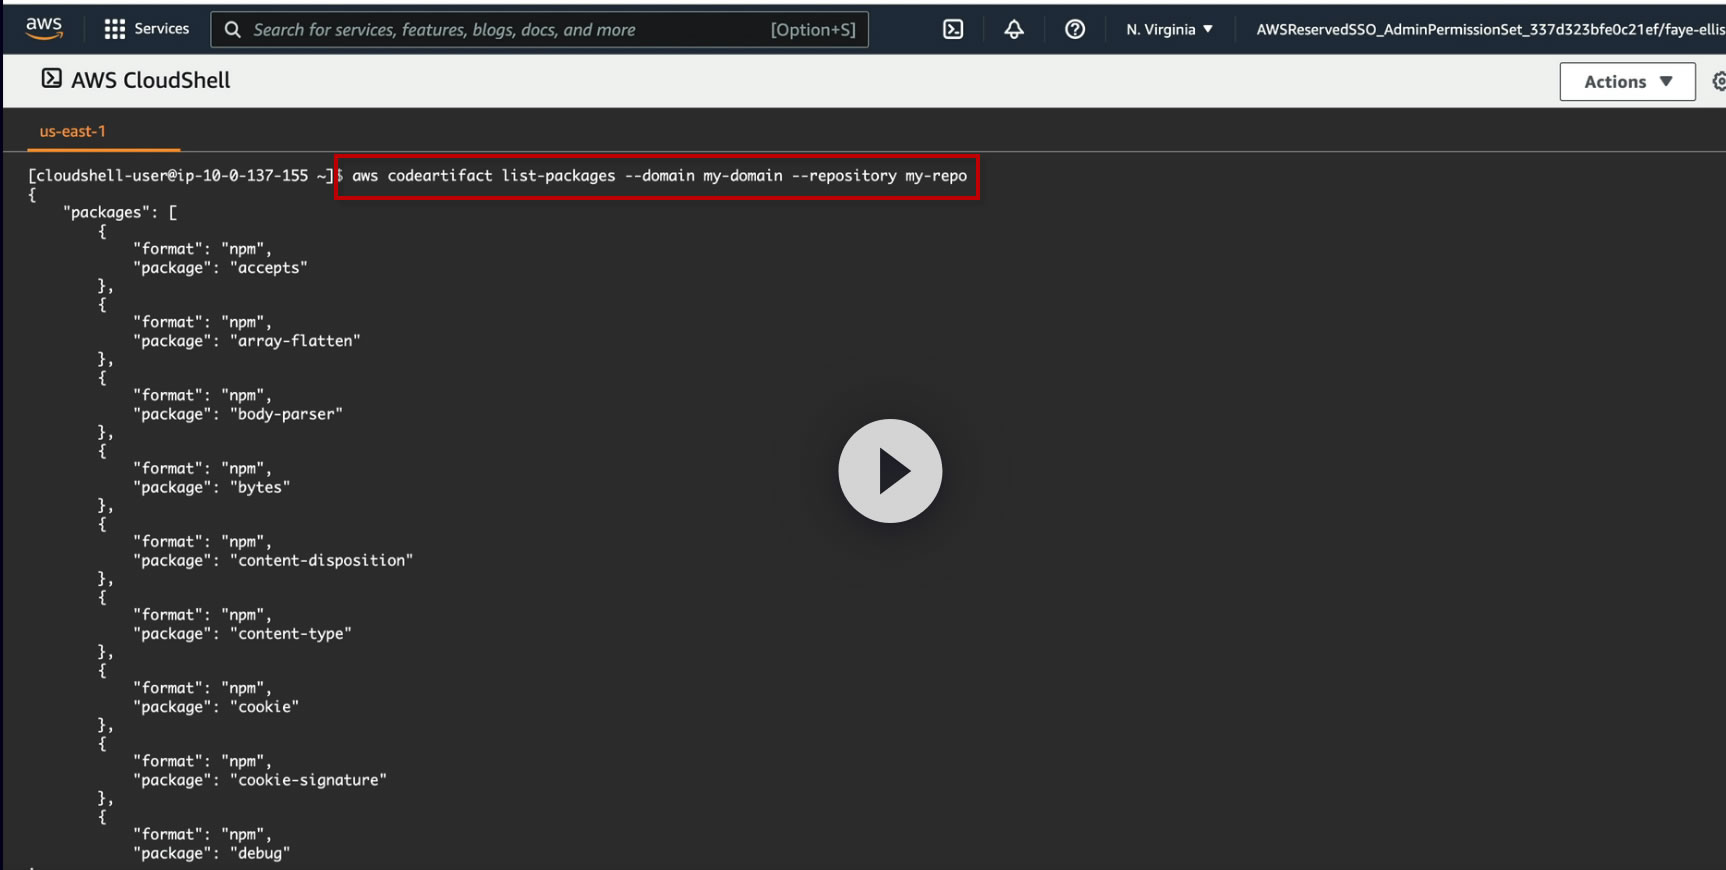 aws Services Search for services, features, blogs, docs, and more [Option+S] N. Virginia ▼ AWSReservedSSO_AdminPermissionSet_337d323bfe0c21ef/faye-ellis
AWS CloudShell Actions ▼
us-east-1
[cloudshell-user@ip-10-0-137-155 ~]$ aws codeartifact list-packages --domain my-domain --repository my-repo
{
"packages": [
{
"format": "npm",
"package": "accepts"
},
{
"format": "npm",
"package": "array-flatten"
},
{
"format": "npm",
"package": "body-parser"
},
{
"format": "npm",
"package": "bytes"
},
{
"format": "npm",
"package": "content-disposition"
},
{
"format": "npm",
"package": "content-type"
},
{
"format": "npm",
"package": "cookie"
},
{
"format": "npm",
"package": "cookie-signature"
},
{
"format": "npm",
"package": "debug"